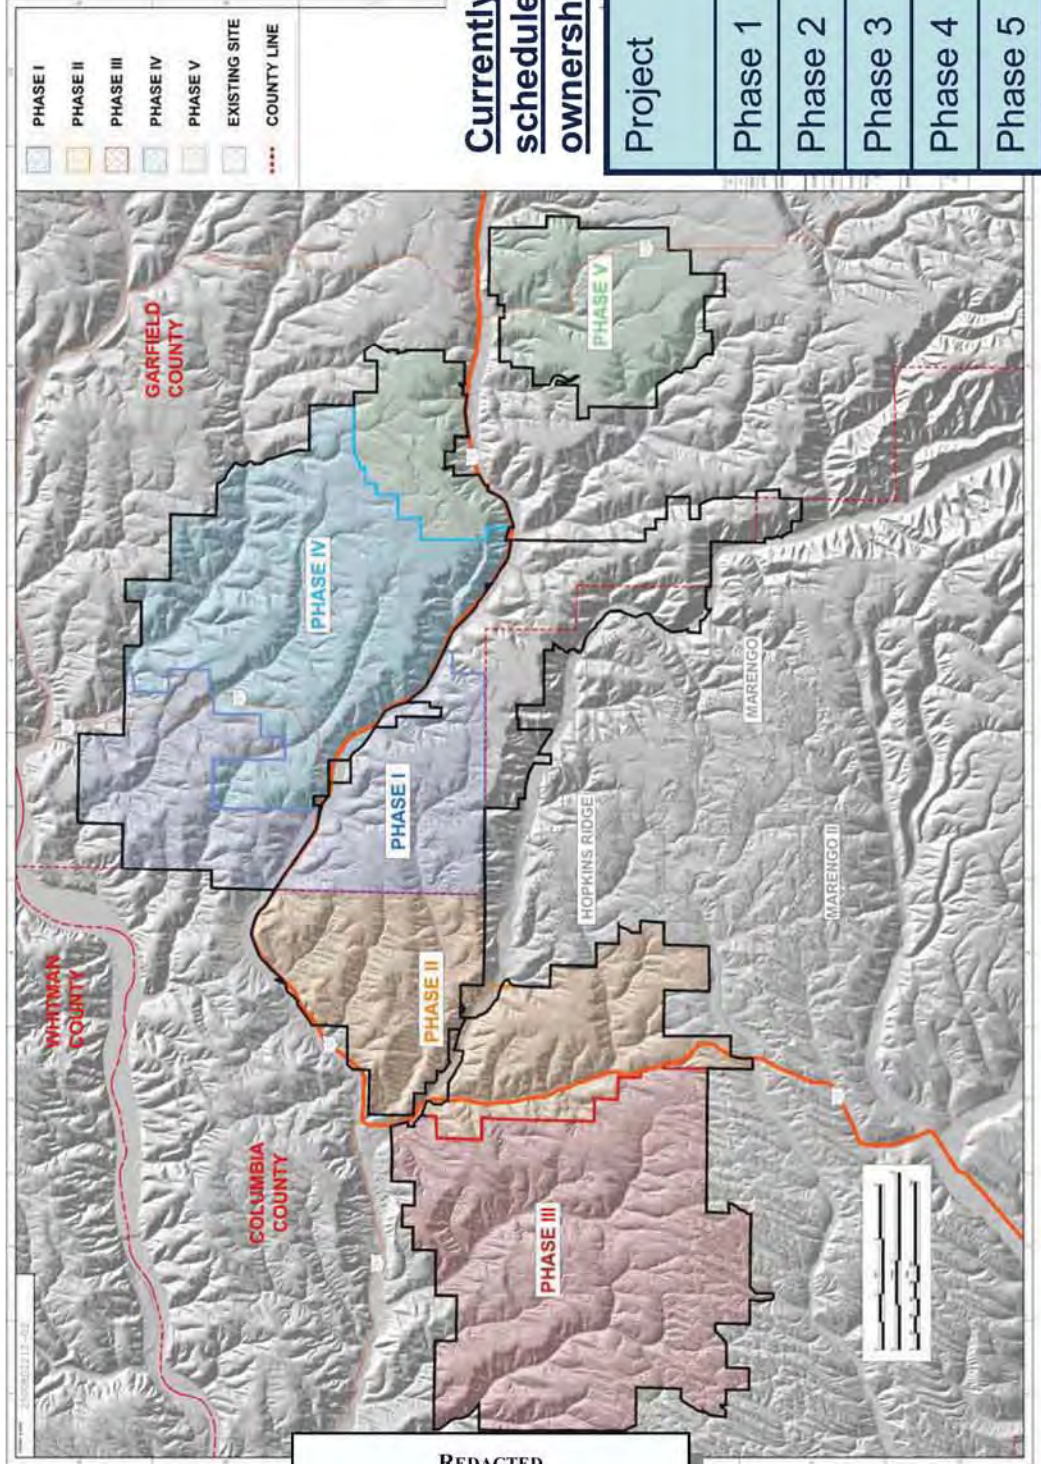 PHASE I
PHASE II
PHASE III
PHASE IV
PHASE V
EXISTING SITE
COUNTY LINE
WHITMAN
COUNTY
GARFIELD
COUNTY
COLUMBIA
COUNTY
PHASE IV
PHASE I
PHASE II
PHASE III
PHASE V
HOPKINS RIDGE
MARENGO
MARENGO II
Currently
schedule
ownersh
Project
Phase 1
Phase 2
Phase 3
Phase 4
Phase 5
REDACTED